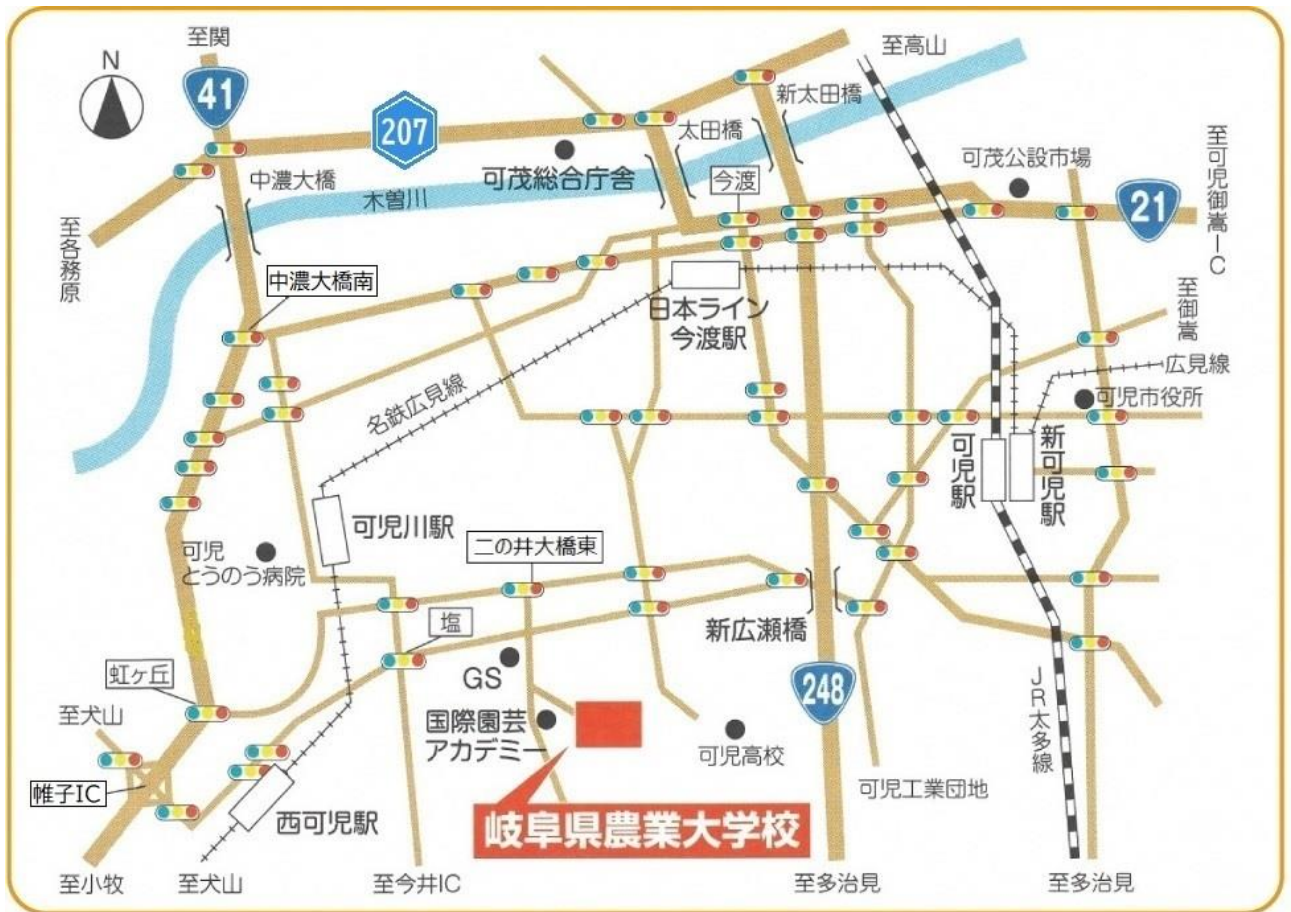 至関
N
41
207
至高山
新太田橋
太田橋
可茂総合庁舎
中濃大橋
木曽川
今渡
可茂公設市場
21
至可児御嵩IC
至各務原
中濃大橋南
日本ライン
今渡駅
至御嵩
広見線
名鉄広見線
可児市役所
可児駅
新可児駅
可児川駅
可児
とうのう病院
二の井大橋東
塩
新広瀬橋
虹ヶ丘
GS
248
JR太多線
至犬山
国際園芸
アカデミー
可児高校
帷子IC
可児工業団地
西可児駅
岐阜県農業大学校
至小牧
至犬山
至今井IC
至多治見
至多治見